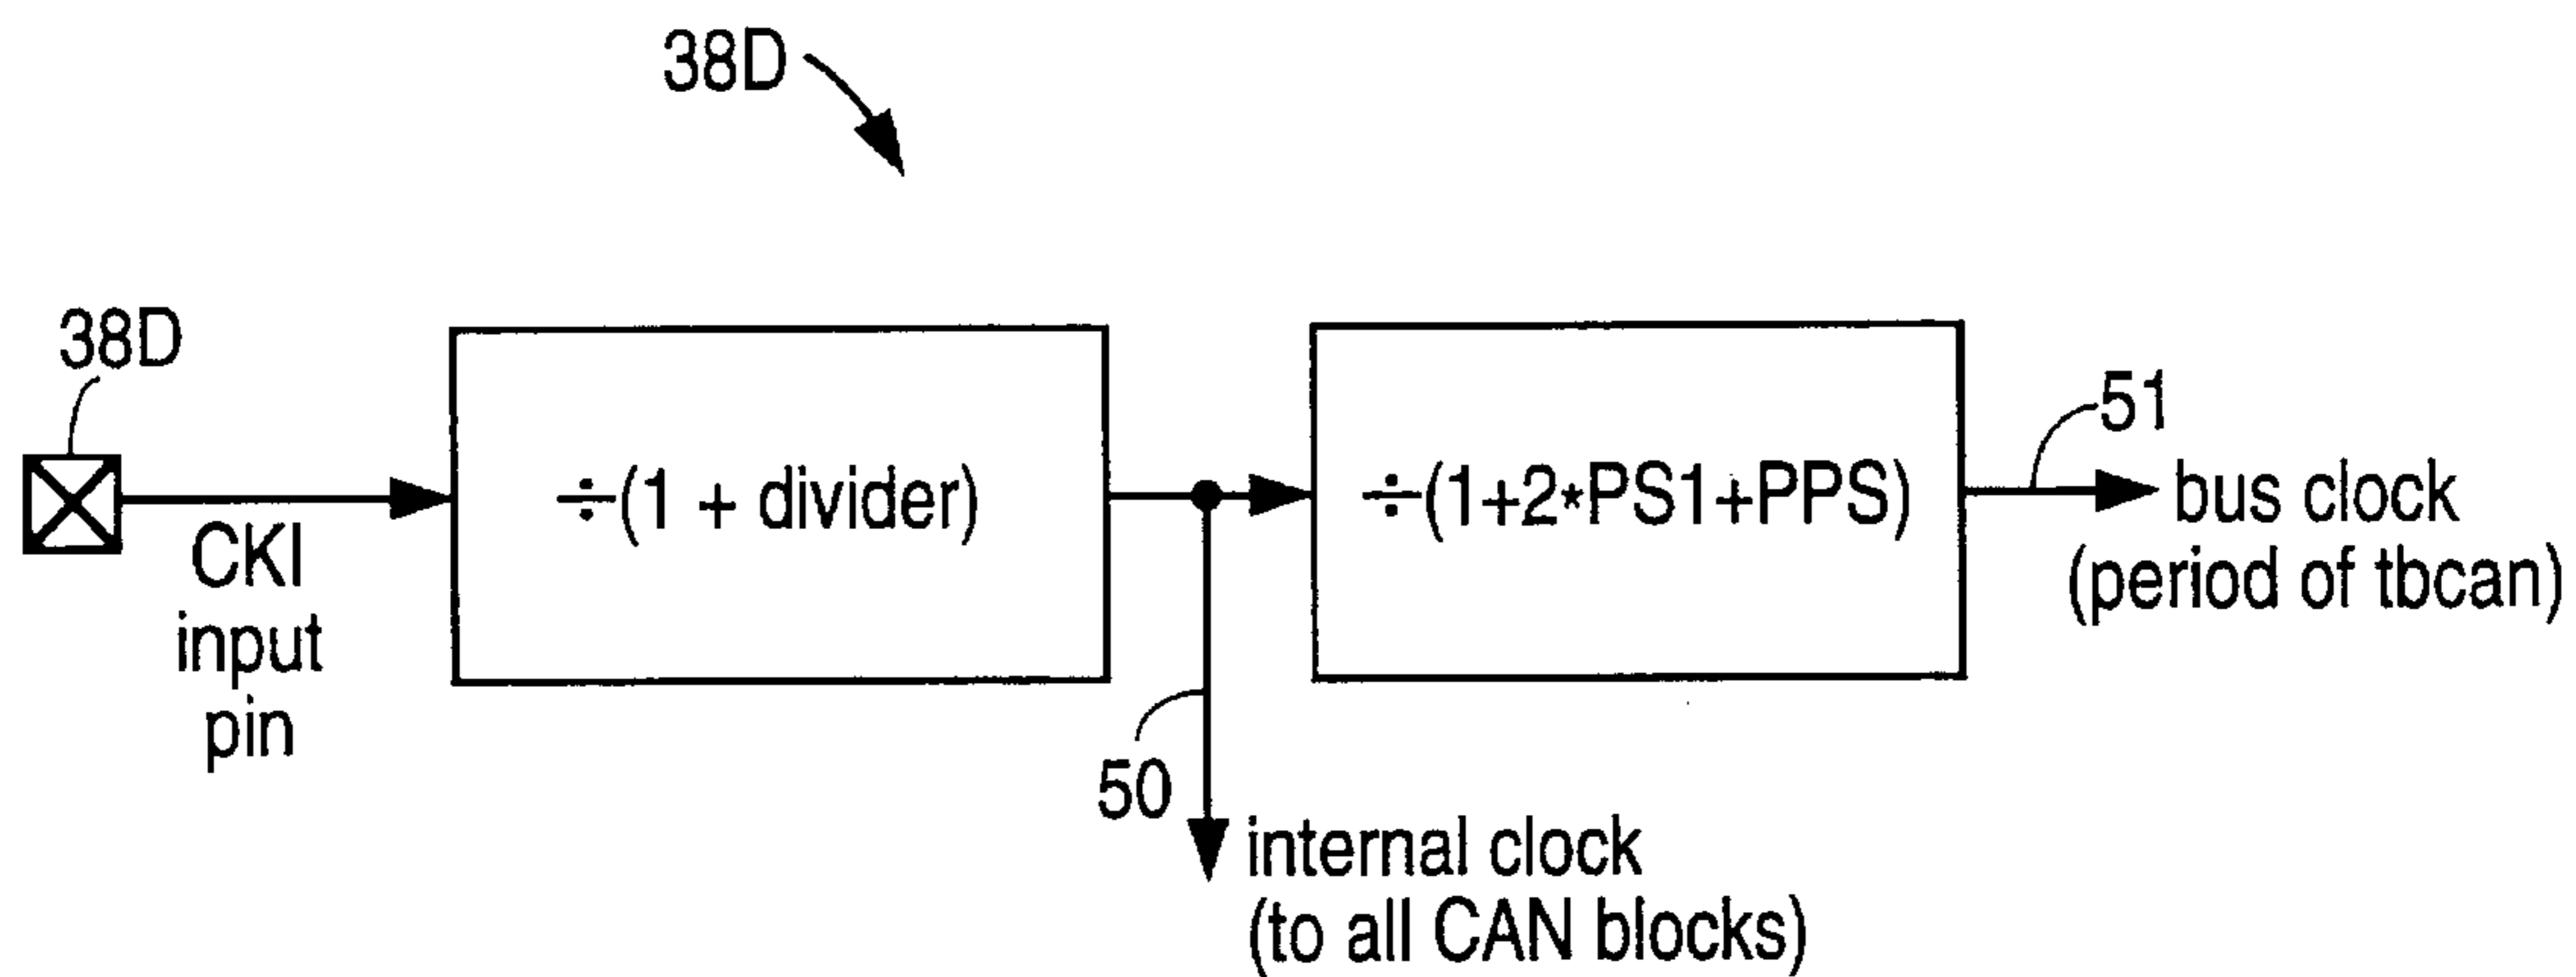 38D
38D
CKI
input
pin
÷(1 + divider)
÷(1+2*PS1+PPS)
51
bus clock
(period of tbcan)
50
internal clock
(to all CAN blocks)